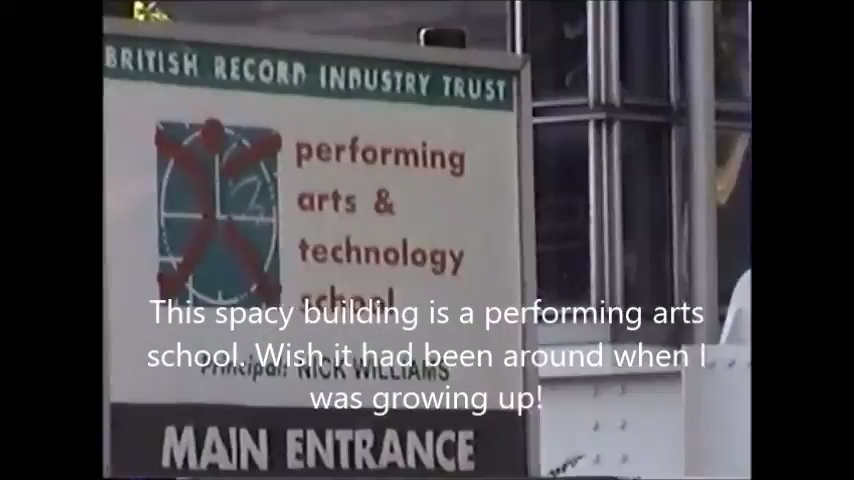 BRITISH RECORD INDUSTRY TRUST
performing
arts &
technology
school
This spacy building is a performing arts
school. Wish it had been around when I
was growing up!
Principal: NICK WILLIAMS
MAIN ENTRANCE